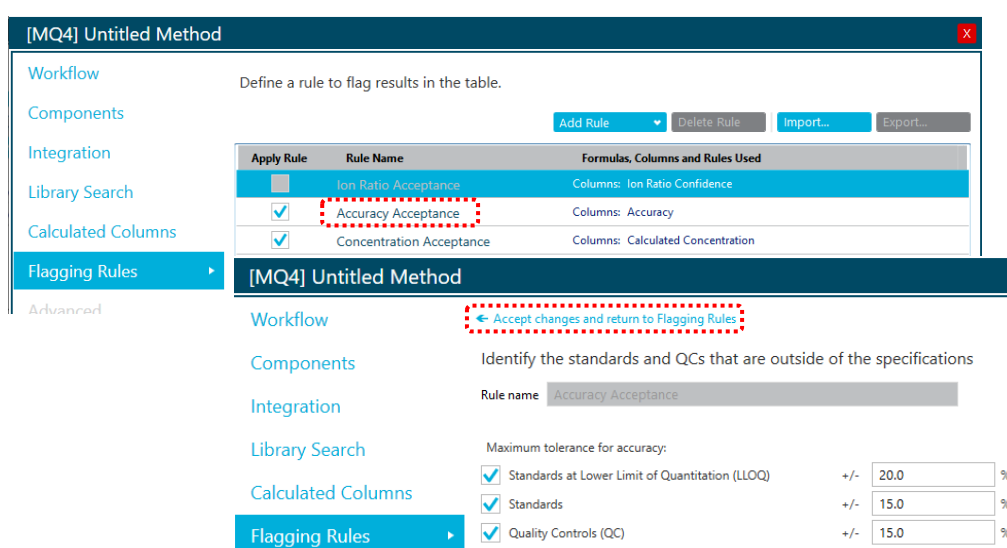 [MQ4] Untitled Method
X
Workflow
Components
Integration
Library Search
Calculated Columns
Flagging Rules
Advanced
Define a rule to flag results in the table.
Add Rule
Delete Rule
Import...
Export...
Apply Rule Rule Name Formulas, Columns and Rules Used
Ion Ratio Acceptance Columns: Ion Ratio Confidence
Accuracy Acceptance Columns: Accuracy
Concentration Acceptance Columns: Calculated Concentration
[MQ4] Untitled Method
Workflow
Components
Integration
Library Search
Calculated Columns
Flagging Rules
← Accept changes and return to Flagging Rules
Identify the standards and QCs that are outside of the specifications
Rule name Accuracy Acceptance
Maximum tolerance for accuracy:
Standards at Lower Limit of Quantitation (LLOQ) +/- 20.0 %
Standards +/- 15.0 %
Quality Controls (QC) +/- 15.0 %